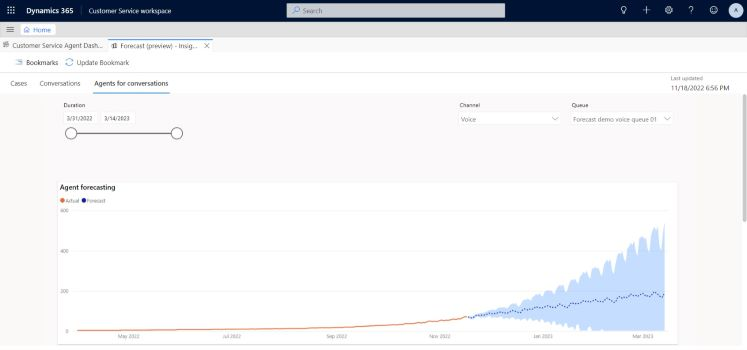 Dynamics 365 Customer Service workspace Search A
Home
Customer Service Agent Dash... Forecast (preview) - Insig...
Bookmarks Update Bookmark
Cases Conversations Agents for conversations Last updated
11/18/2022 6:56 PM
Duration Channel Queue
3/31/2022 3/14/2023 Voice Forecast demo voice queue 01
Agent forecasting
Actual Forecast
600
400
200
0
May 2022 Jul 2022 Sep 2022 Nov 2022 Jan 2023 Mar 2023